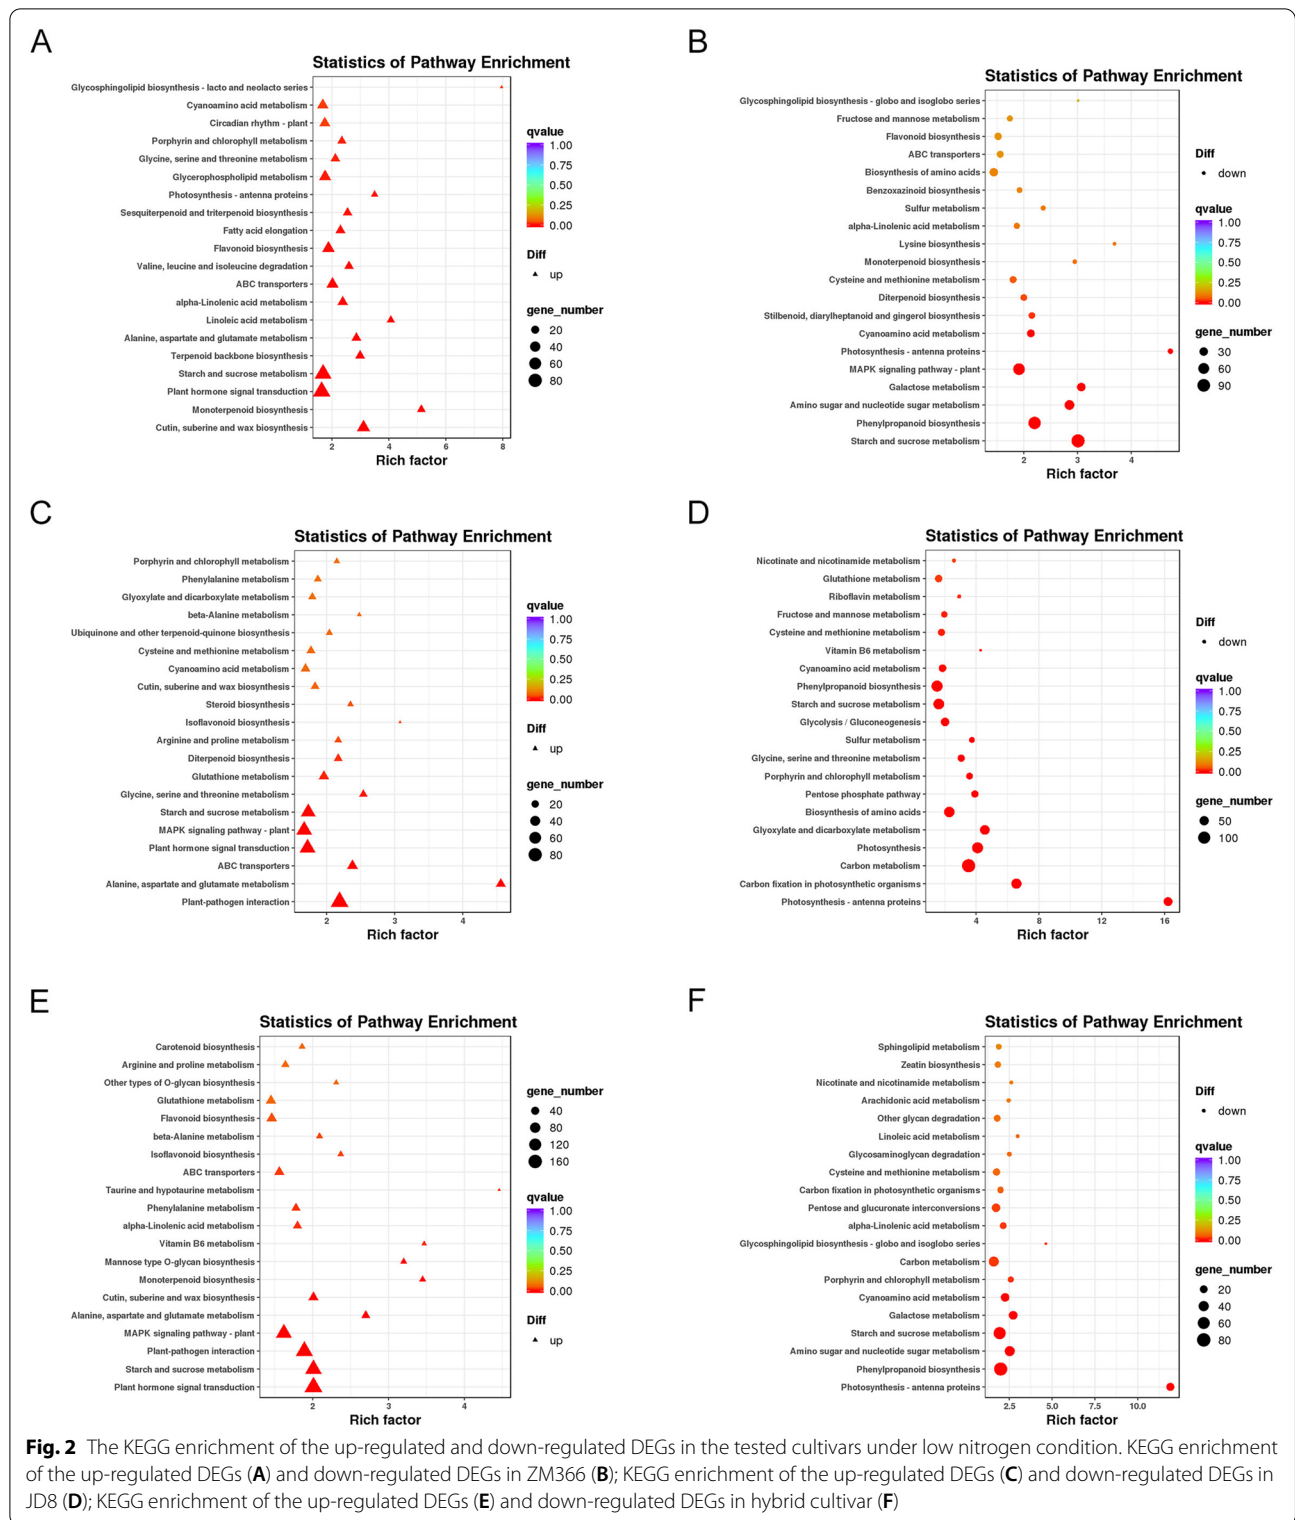 A
Statistics of Pathway Enrichment
Glycosphingolipid biosynthesis - lacto and neolacto series
Cyanoamino acid metabolism
Circadian rhythm - plant
Porphyrin and chlorophyll metabolism
Glycine, serine and threonine metabolism
Glycerophospholipid metabolism
Photosynthesis - antenna proteins
Sesquiterpenoid and triterpenoid biosynthesis
Fatty acid elongation
Flavonoid biosynthesis
Valine, leucine and isoleucine degradation
ABC transporters
alpha-Linolenic acid metabolism
Linoleic acid metabolism
Alanine, aspartate and glutamate metabolism
Terpenoid backbone biosynthesis
Starch and sucrose metabolism
Plant hormone signal transduction
Monoterpenoid biosynthesis
Cutin, suberine and wax biosynthesis
2 4 6 8
Rich factor
qvalue
1.00
0.75
0.50
0.25
0.00
Diff
up
gene_number
20
40
60
80
B
Statistics of Pathway Enrichment
Glycosphingolipid biosynthesis - globo and isoglobo series
Fructose and mannose metabolism
Flavonoid biosynthesis
ABC transporters
Biosynthesis of amino acids
Benzoxazinoid biosynthesis
Sulfur metabolism
alpha-Linolenic acid metabolism
Lysine biosynthesis
Monoterpenoid biosynthesis
Cysteine and methionine metabolism
Diterpenoid biosynthesis
Stilbenoid, diarylheptanoid and gingerol biosynthesis
Cyanoamino acid metabolism
Photosynthesis - antenna proteins
MAPK signaling pathway - plant
Galactose metabolism
Amino sugar and nucleotide sugar metabolism
Phenylpropanoid biosynthesis
Starch and sucrose metabolism
2 3 4
Rich factor
Diff
down
qvalue
1.00
0.75
0.50
0.25
0.00
gene_number
30
60
90
C
Statistics of Pathway Enrichment
Porphyrin and chlorophyll metabolism
Phenylalanine metabolism
Glyoxylate and dicarboxylate metabolism
beta-Alanine metabolism
Ubiquinone and other terpenoid-quinone biosynthesis
Cysteine and methionine metabolism
Cyanoamino acid metabolism
Cutin, suberine and wax biosynthesis
Steroid biosynthesis
Isoflavonoid biosynthesis
Arginine and proline metabolism
Diterpenoid biosynthesis
Glutathione metabolism
Glycine, serine and threonine metabolism
Starch and sucrose metabolism
MAPK signaling pathway - plant
Plant hormone signal transduction
ABC transporters
Alanine, aspartate and glutamate metabolism
Plant-pathogen interaction
2 3 4
Rich factor
qvalue
1.00
0.75
0.50
0.25
0.00
Diff
up
gene_number
20
40
60
80
D
Statistics of Pathway Enrichment
Nicotinate and nicotinamide metabolism
Glutathione metabolism
Riboflavin metabolism
Fructose and mannose metabolism
Cysteine and methionine metabolism
Vitamin B6 metabolism
Cyanoamino acid metabolism
Phenylpropanoid biosynthesis
Starch and sucrose metabolism
Glycolysis / Gluconeogenesis
Sulfur metabolism
Glycine, serine and threonine metabolism
Porphyrin and chlorophyll metabolism
Pentose phosphate pathway
Biosynthesis of amino acids
Glyoxylate and dicarboxylate metabolism
Photosynthesis
Carbon metabolism
Carbon fixation in photosynthetic organisms
Photosynthesis - antenna proteins
4 8 12 16
Rich factor
Diff
down
qvalue
1.00
0.75
0.50
0.25
0.00
gene_number
50
100
E
Statistics of Pathway Enrichment
Carotenoid biosynthesis
Arginine and proline metabolism
Other types of O-glycan biosynthesis
Glutathione metabolism
Flavonoid biosynthesis
beta-Alanine metabolism
Isoflavonoid biosynthesis
ABC transporters
Taurine and hypotaurine metabolism
Phenylalanine metabolism
alpha-Linolenic acid metabolism
Vitamin B6 metabolism
Mannose type O-glycan biosynthesis
Monoterpenoid biosynthesis
Cutin, suberine and wax biosynthesis
Alanine, aspartate and glutamate metabolism
MAPK signaling pathway - plant
Plant-pathogen interaction
Starch and sucrose metabolism
Plant hormone signal transduction
2 3 4
Rich factor
gene_number
40
80
120
160
qvalue
1.00
0.75
0.50
0.25
0.00
Diff
up
F
Statistics of Pathway Enrichment
Sphingolipid metabolism
Zeatin biosynthesis
Nicotinate and nicotinamide metabolism
Arachidonic acid metabolism
Other glycan degradation
Linoleic acid metabolism
Glycosaminoglycan degradation
Cysteine and methionine metabolism
Carbon fixation in photosynthetic organisms
Pentose and glucuronate interconversions
alpha-Linolenic acid metabolism
Glycosphingolipid biosynthesis - globo and isoglobo series
Carbon metabolism
Porphyrin and chlorophyll metabolism
Cyanoamino acid metabolism
Galactose metabolism
Starch and sucrose metabolism
Amino sugar and nucleotide sugar metabolism
Phenylpropanoid biosynthesis
Photosynthesis - antenna proteins
2.5 5.0 7.5 10.0
Rich factor
Diff
down
qvalue
1.00
0.75
0.50
0.25
0.00
gene_number
20
40
60
80
Fig. 2 The KEGG enrichment of the up-regulated and down-regulated DEGs in the tested cultivars under low nitrogen condition. KEGG enrichment
of the up-regulated DEGs (A) and down-regulated DEGs in ZM366 (B); KEGG enrichment of the up-regulated DEGs (C) and down-regulated DEGs in
JD8 (D); KEGG enrichment of the up-regulated DEGs (E) and down-regulated DEGs in hybrid cultivar (F)